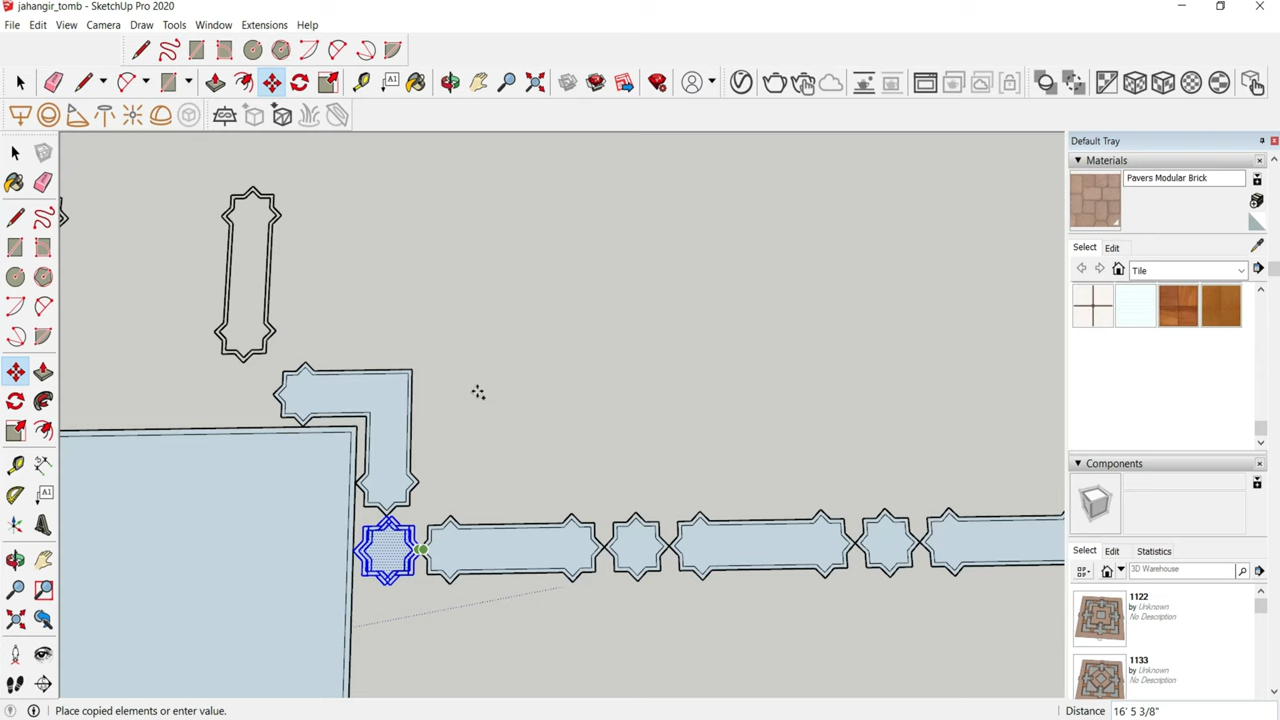 jahangir_tomb - SketchUp Pro 2020
File Edit View Camera Draw Tools Window Extensions Help
Default Tray
Materials
Pavers Modular Brick
Select Edit
Tile
Components
Select Edit Statistics
3D Warehouse
1122
by Unknown
No Description
1133
by Unknown
No Description
Place copied elements or enter value.
Distance 16' 5 3/8"